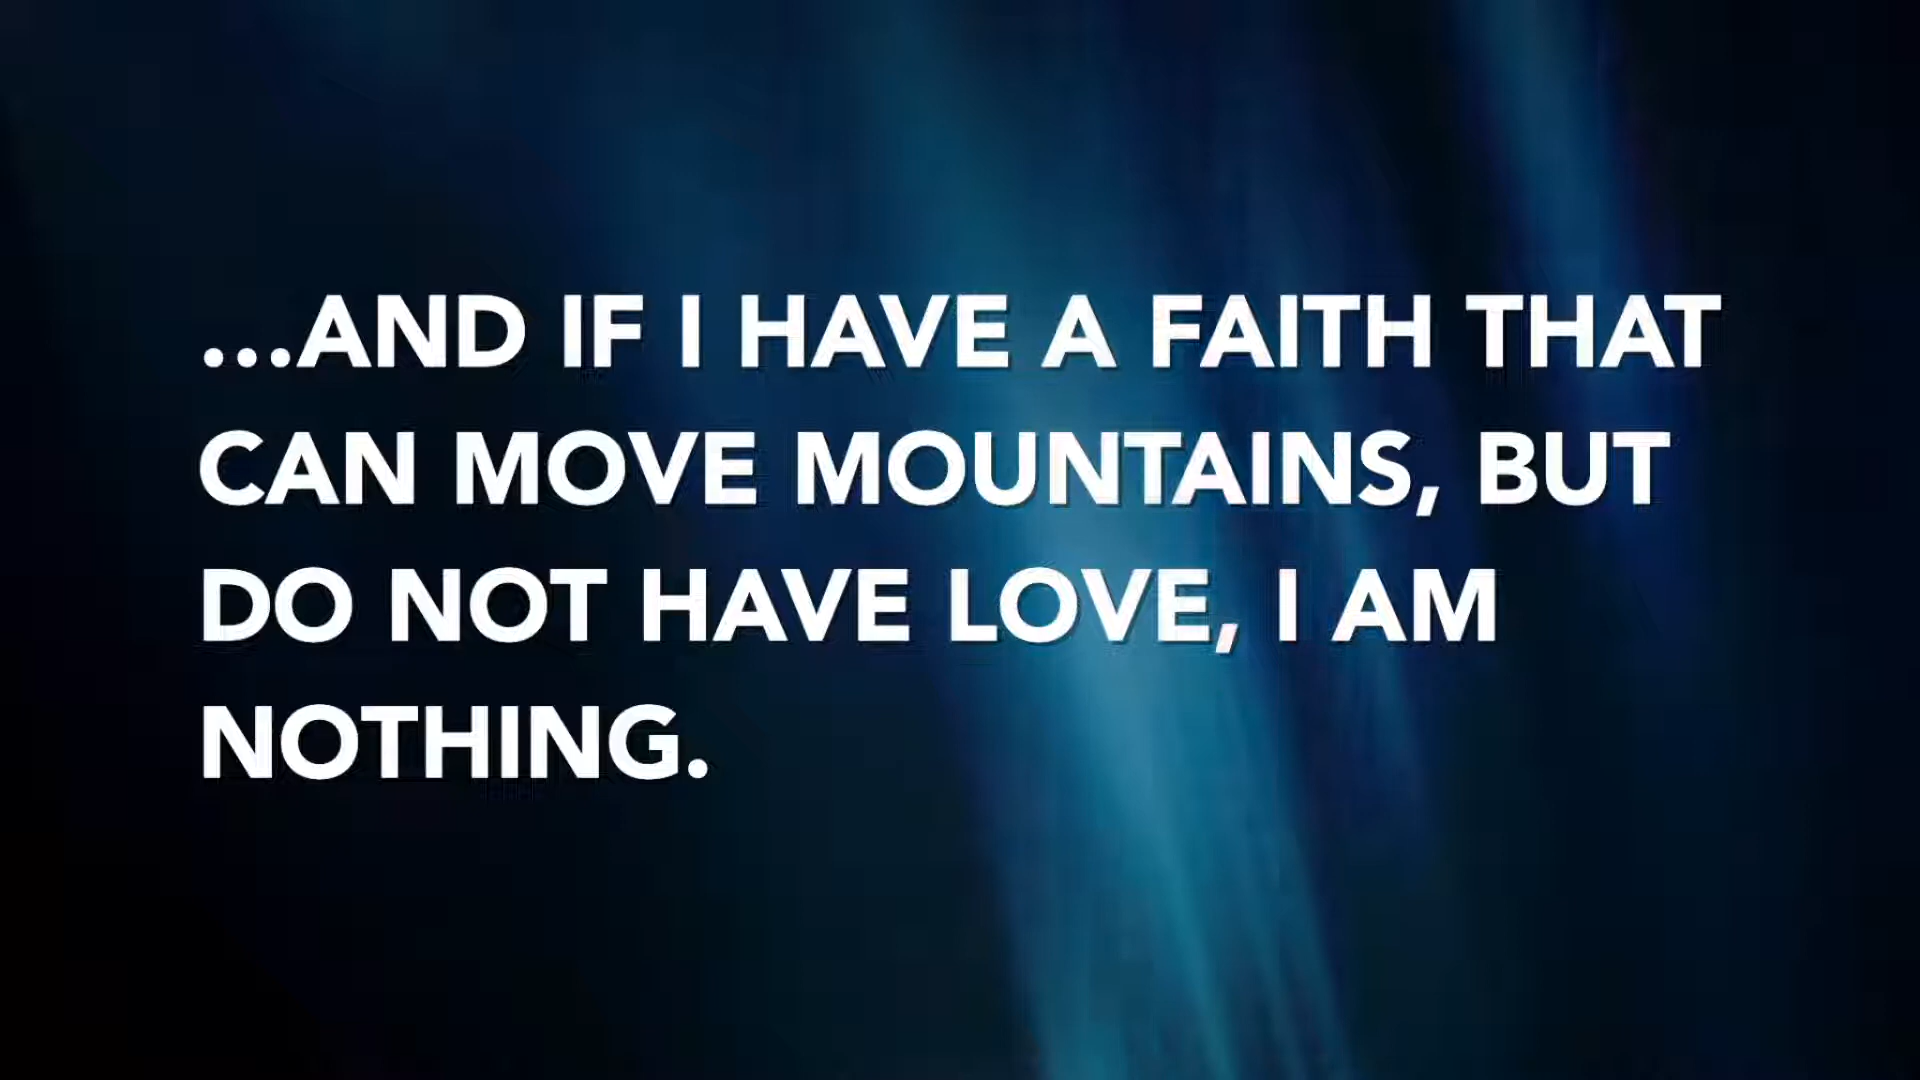 ...AND IF I HAVE A FAITH THAT
CAN MOVE MOUNTAINS, BUT
DO NOT HAVE LOVE, I AM
NOTHING.